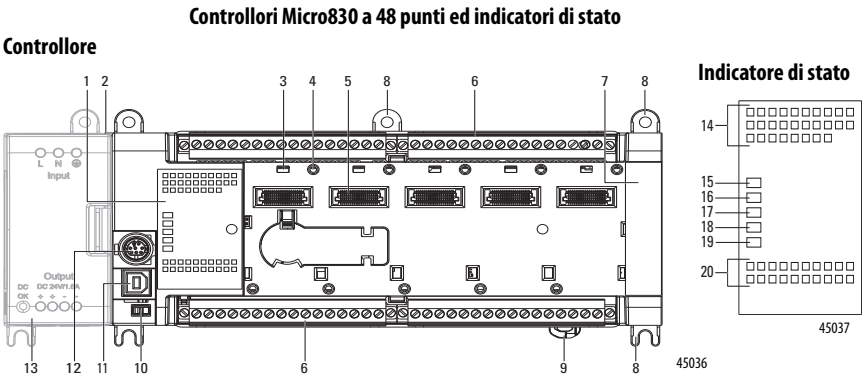 Controllori Micro830 a 48 punti ed indicatori di stato
Controllore
Indicatore di stato
1 2 3 4 5 8 6 7 8
L N
Input
Output
DC 24V/1.6A
DC
OK
+ + - -
13 12 11 10 6 9 8
45036
14
15
16
17
18
19
20
45037